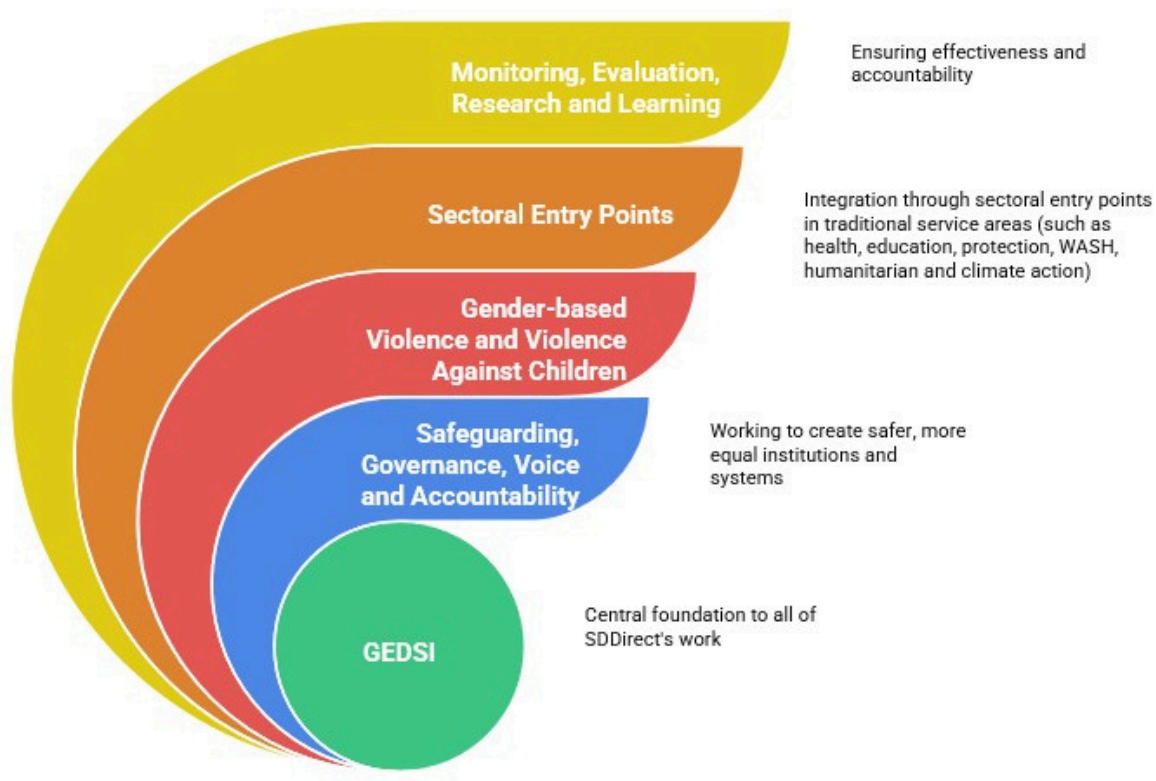 Monitoring, Evaluation,
Research and Learning
Ensuring effectiveness and
accountability
Sectoral Entry Points
Integration through sectoral entry points
in traditional service areas (such as
health, education, protection, WASH,
humanitarian and climate action)
Gender-based
Violence and Violence
Against Children
Safeguarding,
Governance, Voice
and Accountability
Working to create safer, more
equal institutions and
systems
GEDSI
Central foundation to all of
SDDirect's work